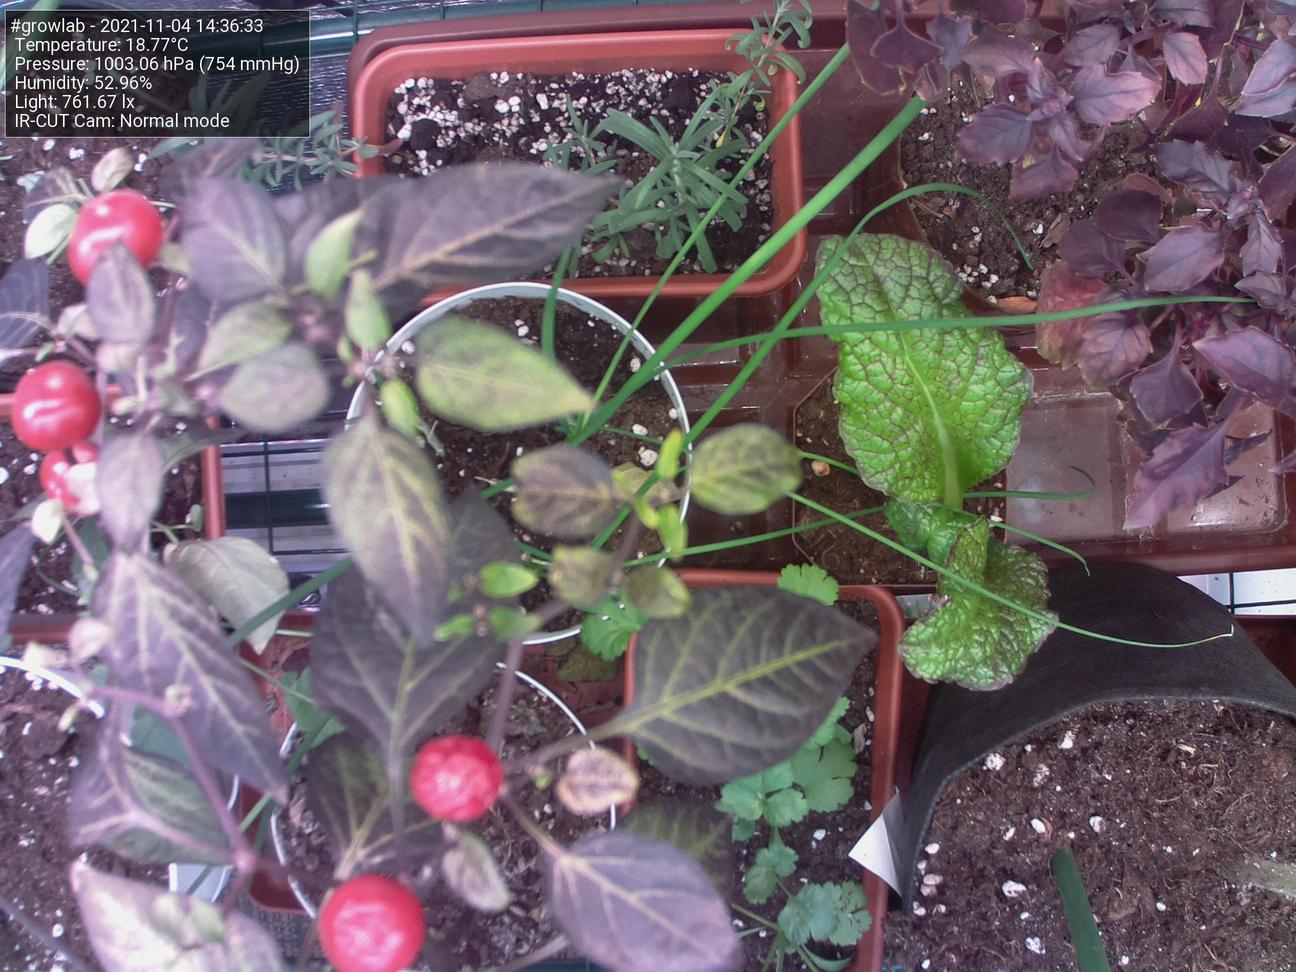 #growlab - 2021-11-04 14:36:33
Temperature: 18.77°C
Pressure: 1003.06 hPa (754 mmHg)
Humidity: 52.96%
Light: 761.67 lx
IR-CUT Cam: Normal mode